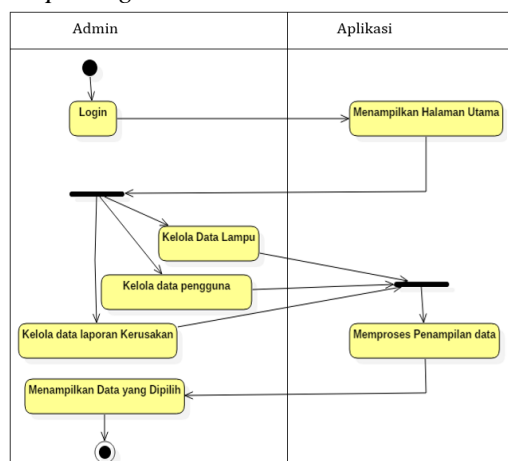 Admin
Aplikasi
Login
Menampilkan Halaman Utama
Kelola Data Lampu
Kelola data pengguna
Kelola data laporan Kerusakan
Memproses Penampilan data
Menampilkan Data yang Dipilih